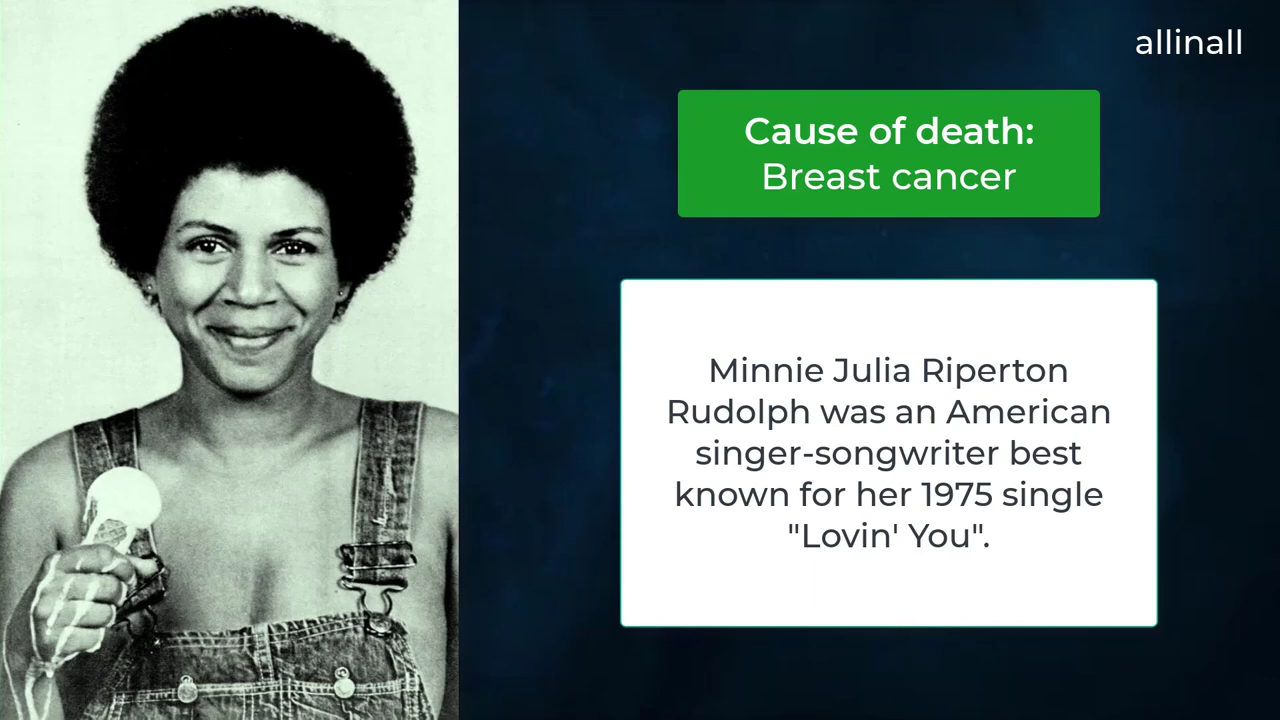 allinall
Cause of death:
Breast cancer
Minnie Julia Riperton
Rudolph was an American
singer-songwriter best
known for her 1975 single
"Lovin' You".